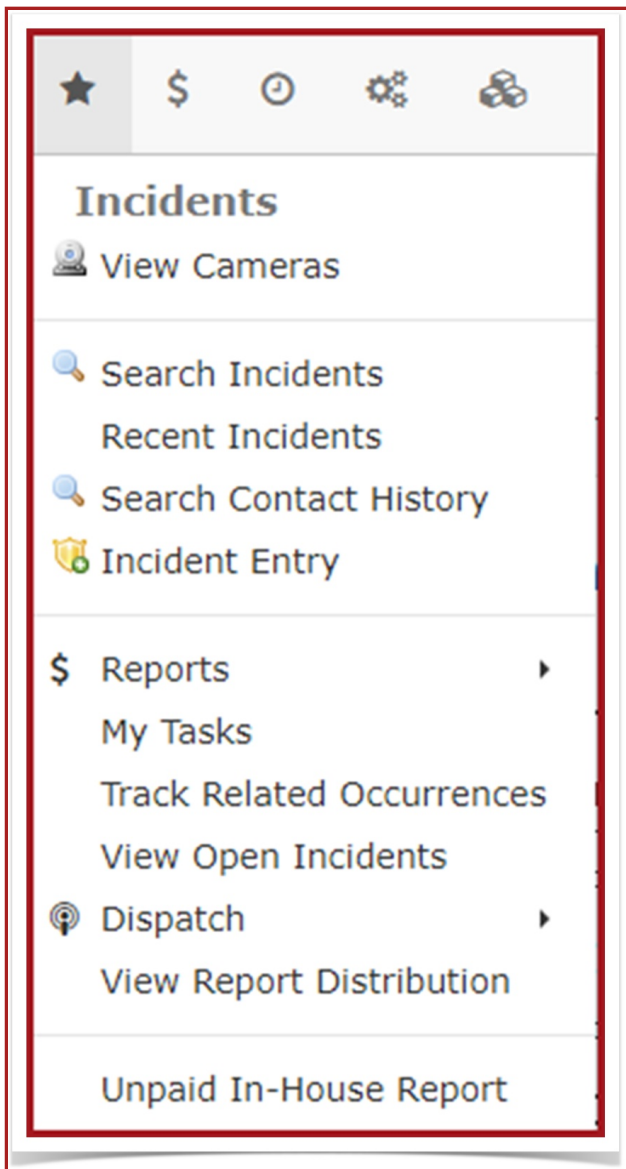 Incidents
View Cameras
Search Incidents
Recent Incidents
Search Contact History
Incident Entry
$ Reports
My Tasks
Track Related Occurrences
View Open Incidents
Dispatch
View Report Distribution
Unpaid In-House Report